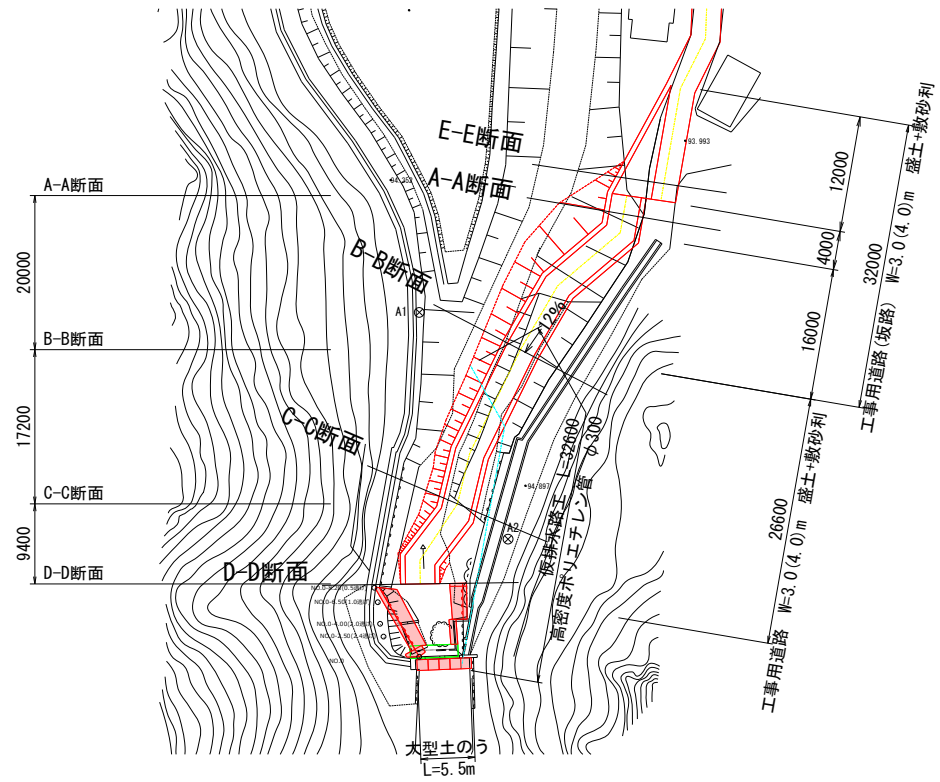 E-E断面
93.993
A-A断面
94.353
A-A断面
12000
工事用道路(坂路) W=3.0(4.0)m 盛土+敷砂利
32000
4000
B-B断面
20000
A1
12%
16000
B-B断面
C-C断面
17200
仮排水路工 L=32600
高密度ポリエチレン管 φ300
94.897
C-C断面
A2
26600
工事用道路 W=3.0(4.0)m 盛土+敷砂利
9400
D-D断面
D-D断面
NO.0
大型土のう
L=5.5m